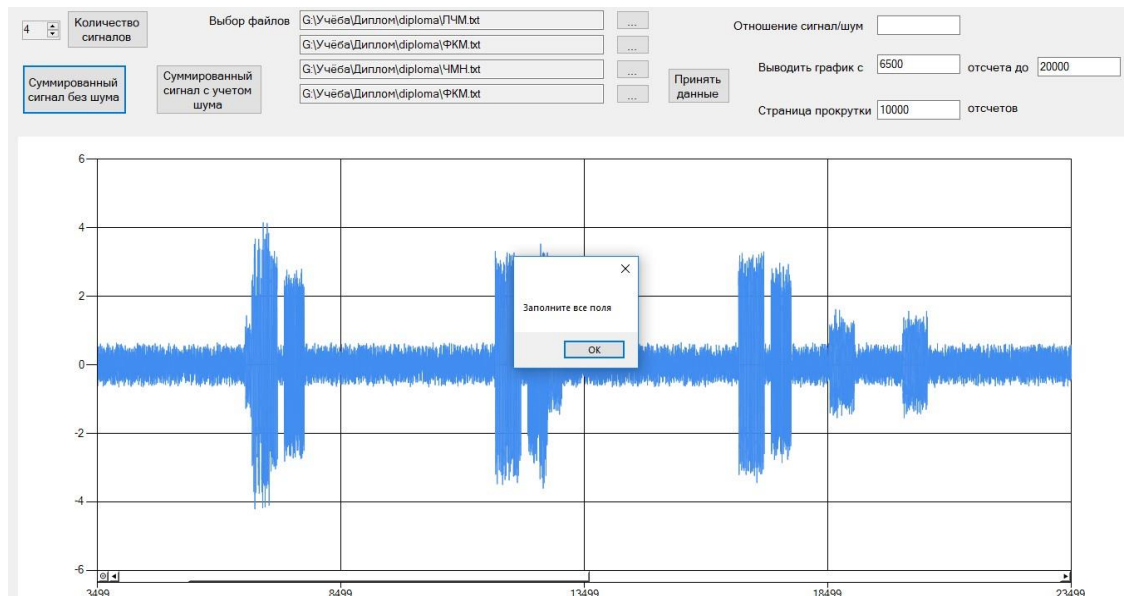 4
Количество
сигналов
Выбор файлов
G:\Учёба\Диплом\diploma\ПЧМ.txt
...
G:\Учёба\Диплом\diploma\ФКМ.txt
...
G:\Учёба\Диплом\diploma\ЧМН.txt
...
G:\Учёба\Диплом\diploma\ФКМ.txt
...
Суммированный
сигнал без шума
Суммированный
сигнал с учетом
шума
Принять
данные
Отношение сигнал/шум
Выводить график с 6500 отсчета до 20000
Страница прокрутки 10000 отсчетов
6
4
2
0
-2
-4
-6
Заполните все поля
OK
3499 8499 13499 18499 23499